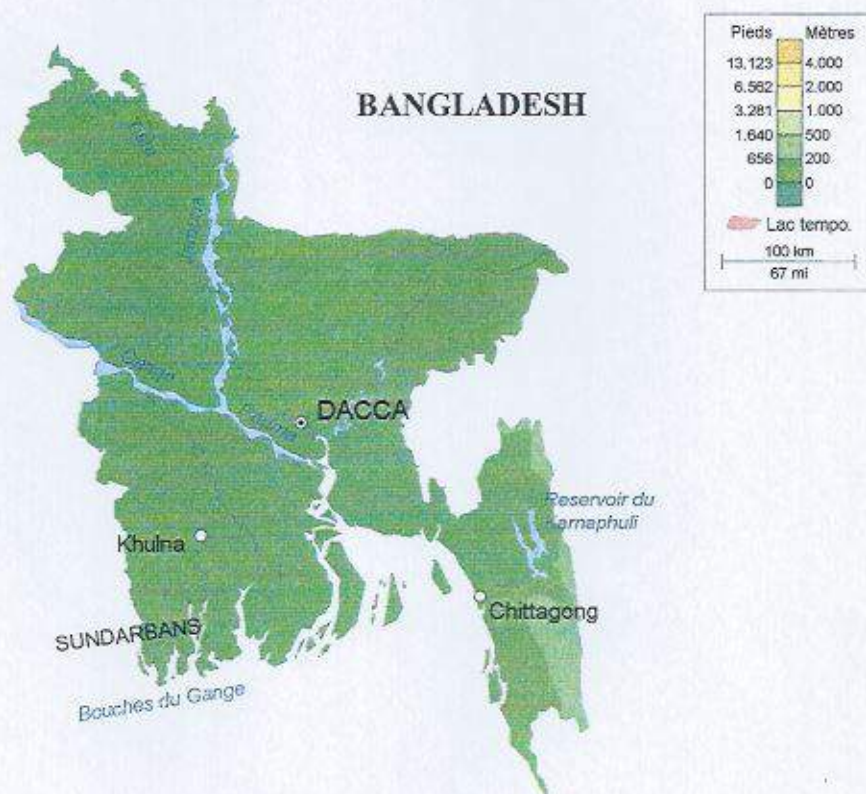 BANGLADESH
Pieds Mètres
13.123 4.000
6.562 2.000
3.281 1.000
1.640 500
656 200
0 0
Lac tempo.
100 km
67 mi
DACCA
Reservoir du
Karnaphuli
Khulna
Chittagong
SUNDARBANS
Bouches du Gange